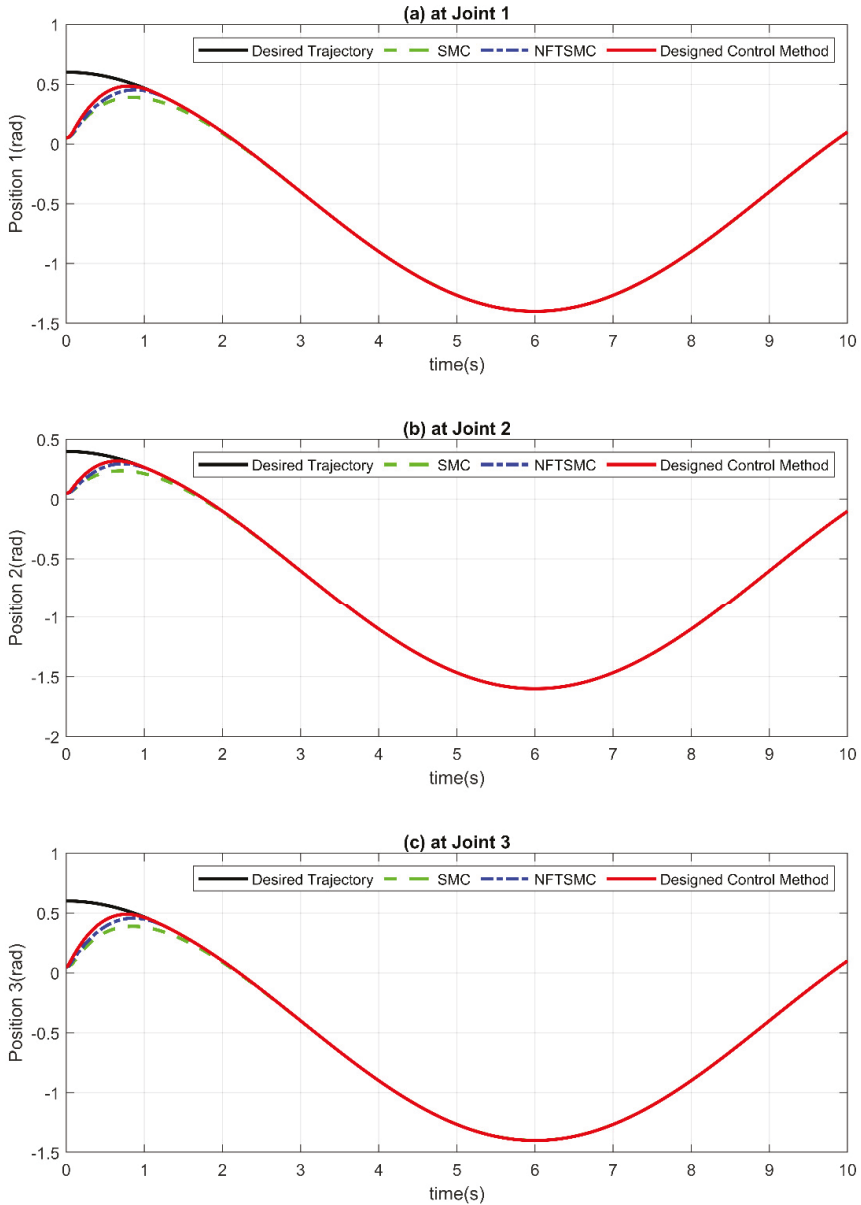 (a) at Joint 1
Desired Trajectory SMC NFTSMC Designed Control Method
1
0.5
0
-0.5
-1
-1.5
Position 1(rad)
0 1 2 3 4 5 6 7 8 9 10
time(s)
(b) at Joint 2
Desired Trajectory SMC NFTSMC Designed Control Method
0.5
0
-0.5
-1
-1.5
-2
Position 2(rad)
0 1 2 3 4 5 6 7 8 9 10
time(s)
(c) at Joint 3
Desired Trajectory SMC NFTSMC Designed Control Method
1
0.5
0
-0.5
-1
-1.5
Position 3(rad)
0 1 2 3 4 5 6 7 8 9 10
time(s)